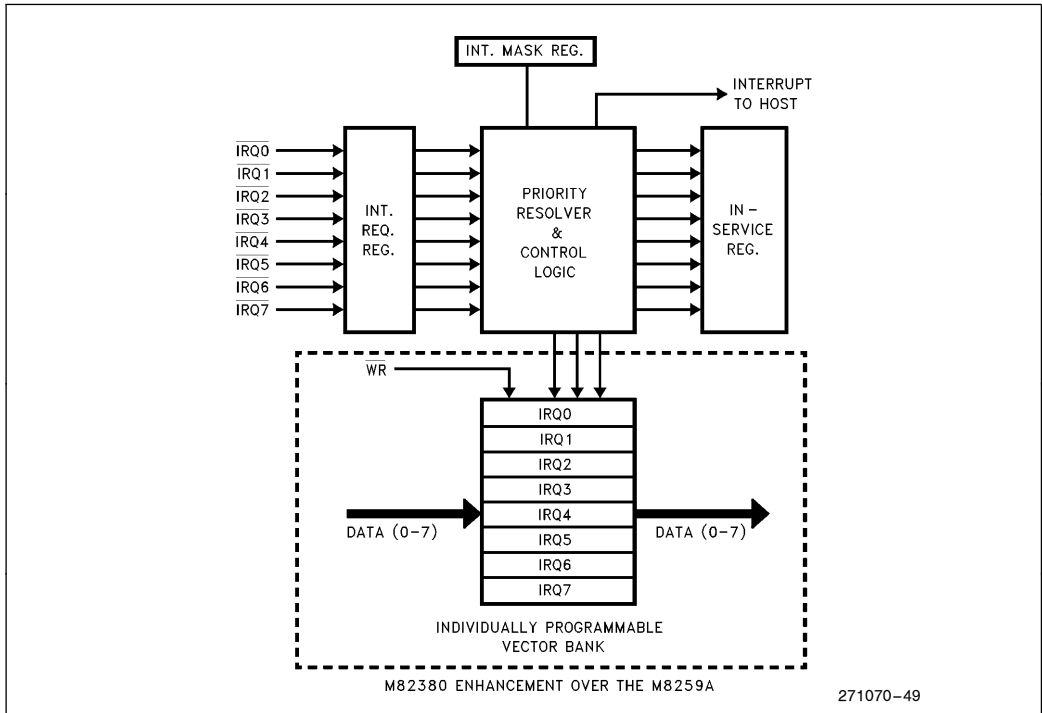 INT. MASK REG.
INTERRUPT
TO HOST
IRQ0
IRQ1
IRQ2
IRQ3
IRQ4
IRQ5
IRQ6
IRQ7
INT.
REQ.
REG.
PRIORITY
RESOLVER
&
CONTROL
LOGIC
IN–
SERVICE
REG.
WR
IRQ0
IRQ1
IRQ2
IRQ3
IRQ4
IRQ5
IRQ6
IRQ7
DATA (0–7)
DATA (0–7)
INDIVIDUALLY PROGRAMMABLE
VECTOR BANK
M82380 ENHANCEMENT OVER THE M8259A
271070–49